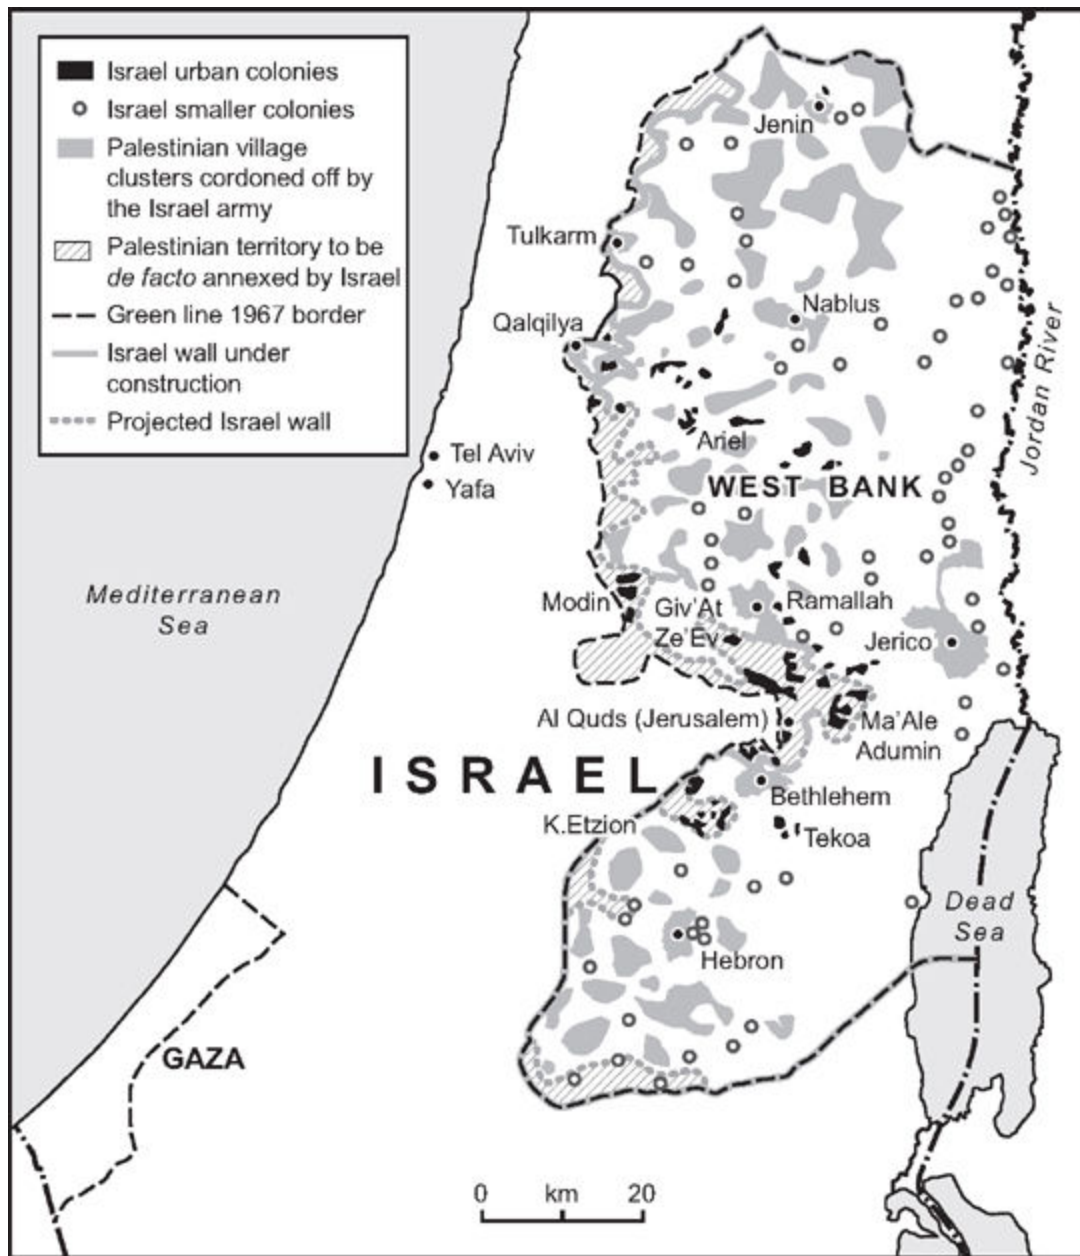 Israel urban colonies
Israel smaller colonies
Palestinian village
clusters cordoned off by
the Israel army
Palestinian territory to be
de facto annexed by Israel
Green line 1967 border
Israel wall under
construction
Projected Israel wall
Jenin
Tulkarm
Nablus
Qalqilya
Jordan River
Ariel
Tel Aviv
Yafa
WEST BANK
Mediterranean
Sea
Modin
Giv'At
Ze'Ev
Ramallah
Jerico
Al Quds (Jerusalem)
Ma'Ale
Adumin
ISRAEL
Bethlehem
K.Etzion
Tekoa
Dead
Sea
Hebron
GAZA
0 km 20